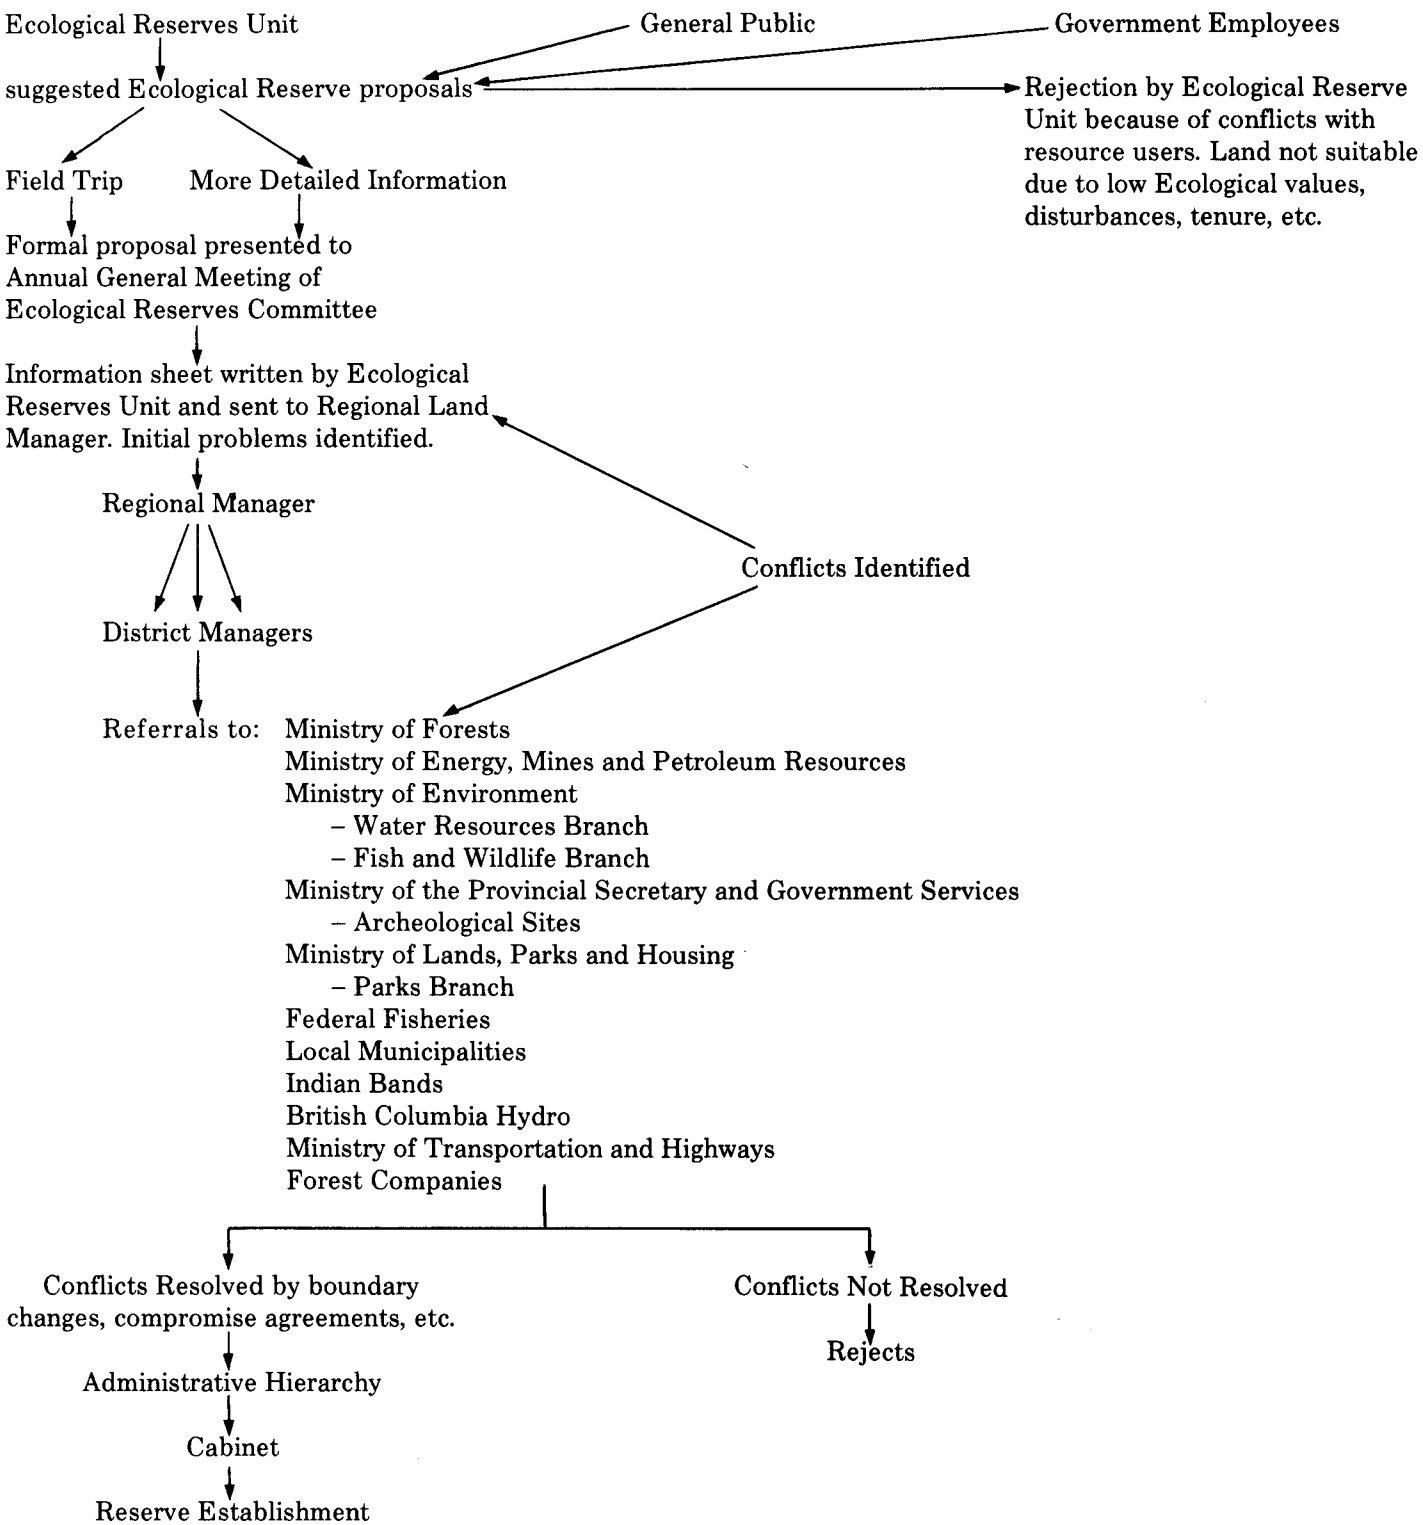 Ecological Reserves Unit
General Public
Government Employees
suggested Ecological Reserve proposals
Rejection by Ecological Reserve
Unit because of conflicts with
resource users. Land not suitable
due to low Ecological values,
disturbances, tenure, etc.
Field Trip
More Detailed Information
Formal proposal presented to
Annual General Meeting of
Ecological Reserves Committee
Information sheet written by Ecological
Reserves Unit and sent to Regional Land
Manager. Initial problems identified.
Regional Manager
Conflicts Identified
District Managers
Referrals to: Ministry of Forests
Ministry of Energy, Mines and Petroleum Resources
Ministry of Environment
– Water Resources Branch
– Fish and Wildlife Branch
Ministry of the Provincial Secretary and Government Services
– Archeological Sites
Ministry of Lands, Parks and Housing
– Parks Branch
Federal Fisheries
Local Municipalities
Indian Bands
British Columbia Hydro
Ministry of Transportation and Highways
Forest Companies
Conflicts Resolved by boundary
changes, compromise agreements, etc.
Conflicts Not Resolved
Rejects
Administrative Hierarchy
Cabinet
Reserve Establishment